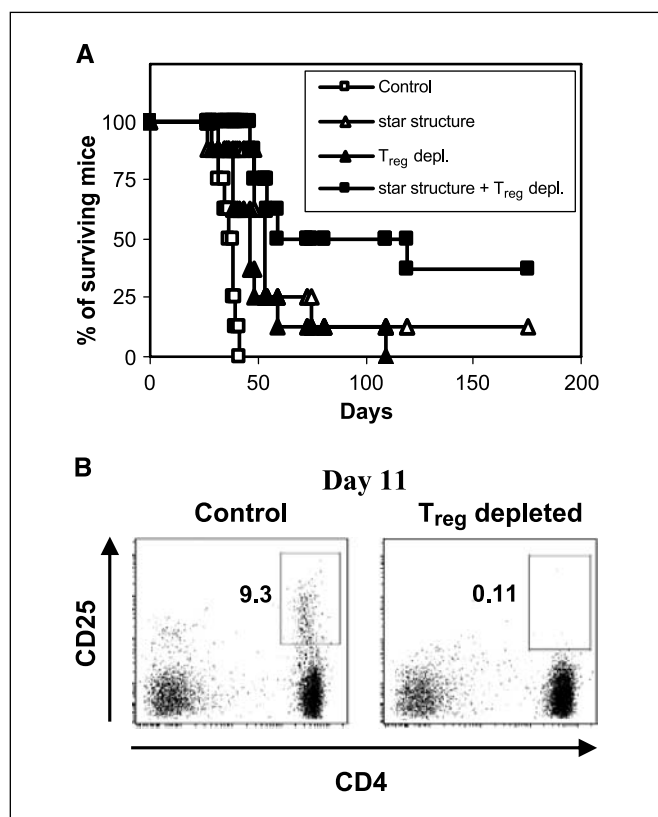 A
Control
star structure
Treg depl.
star structure + Treg depl.
% of surviving mice
100
75
50
25
0
0
50
100
150
200
Days
B
Day 11
Control
Treg depleted
CD25
9.3
0.11
CD4